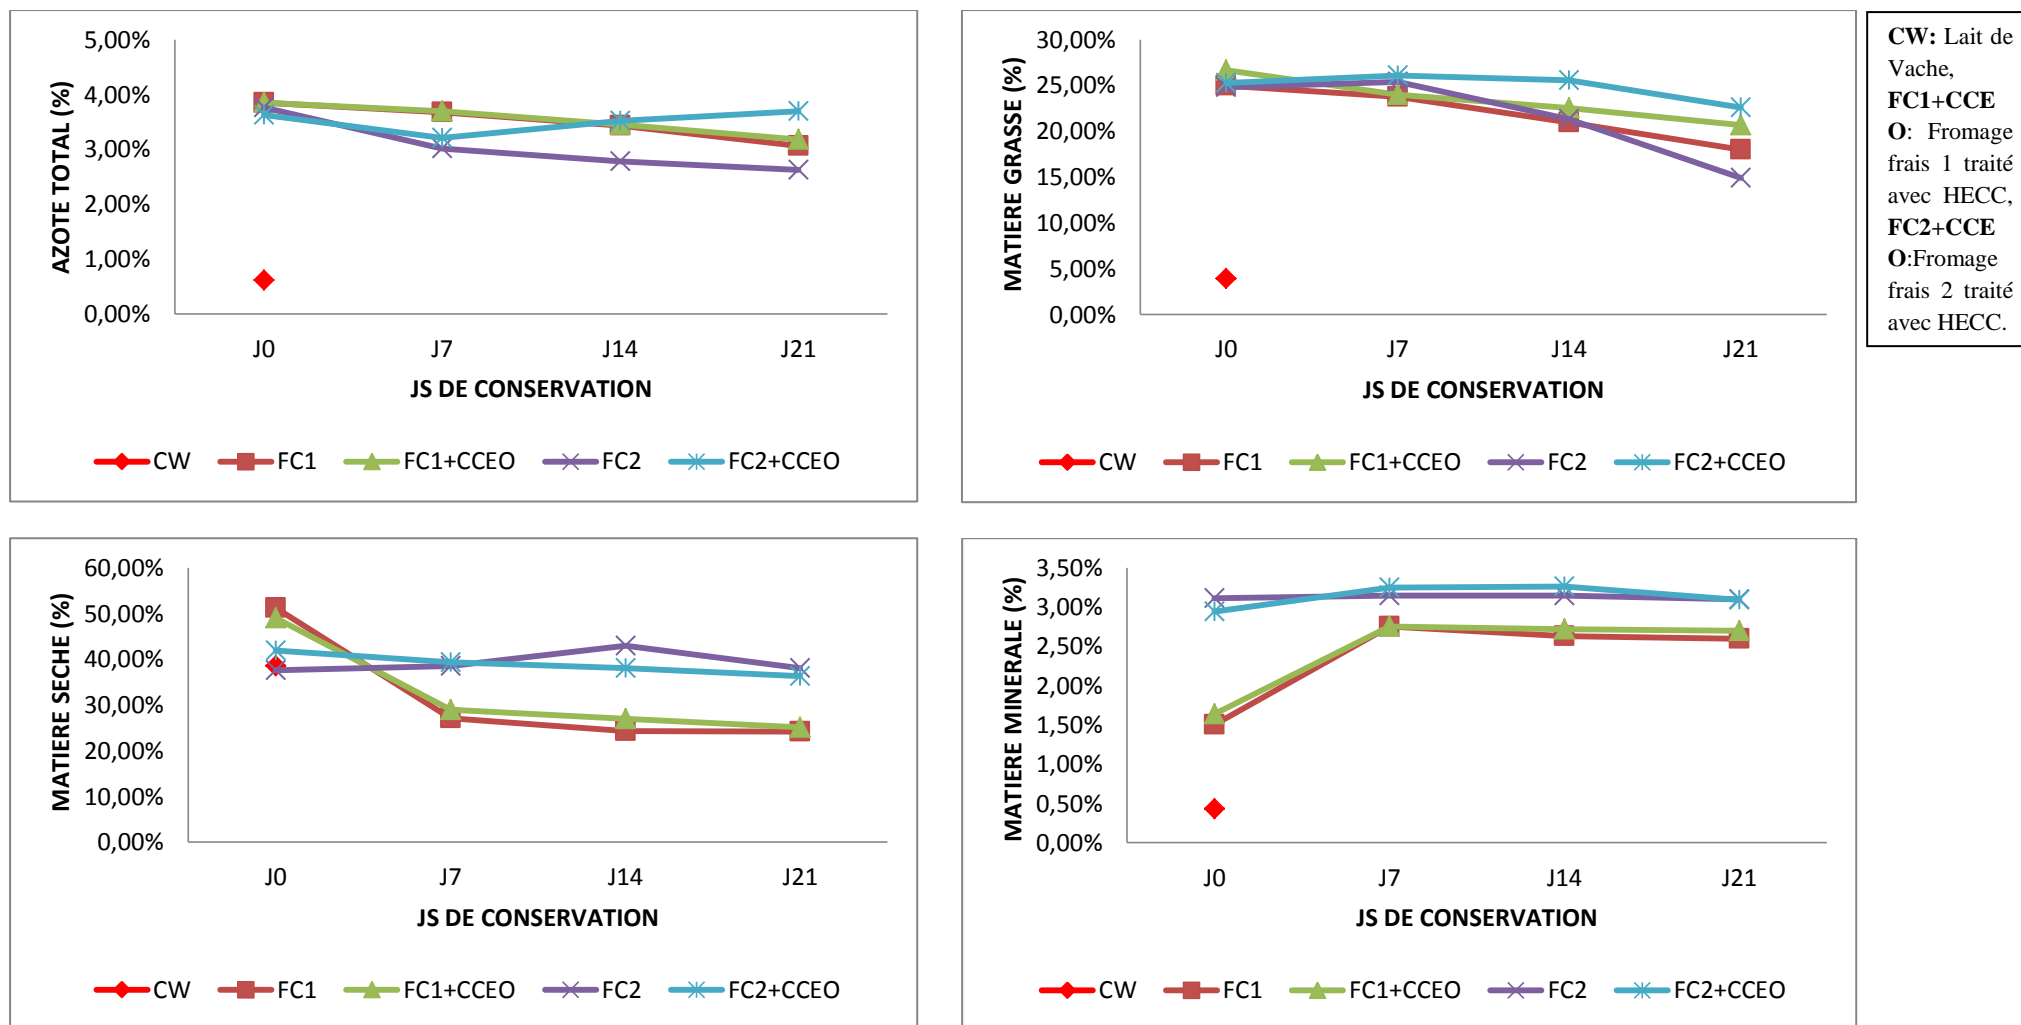 5,00%
4,00%
3,00%
2,00%
1,00%
0,00%
AZOTE TOTAL (%)
J0 J7 J14 J21
JS DE CONSERVATION
CW FC1 FC1+CCEO FC2 FC2+CCEO
30,00%
25,00%
20,00%
15,00%
10,00%
5,00%
0,00%
MATIERE GRASSE (%)
J0 J7 J14 J21
JS DE CONSERVATION
CW FC1 FC1+CCEO FC2 FC2+CCEO
CW: Lait de
Vache,
FC1+CCE
O: Fromage
frais 1 traité
avec HECC,
FC2+CCE
O:Fromage
frais 2 traité
avec HECC.
60,00%
50,00%
40,00%
30,00%
20,00%
10,00%
0,00%
MATIERE SECHE (%)
J0 J7 J14 J21
JS DE CONSERVATION
CW FC1 FC1+CCEO FC2 FC2+CCEO
3,50%
3,00%
2,50%
2,00%
1,50%
1,00%
0,50%
0,00%
MATIERE MINERALE (%)
J0 J7 J14 J21
JS DE CONSERVATION
CW FC1 FC1+CCEO FC2 FC2+CCEO